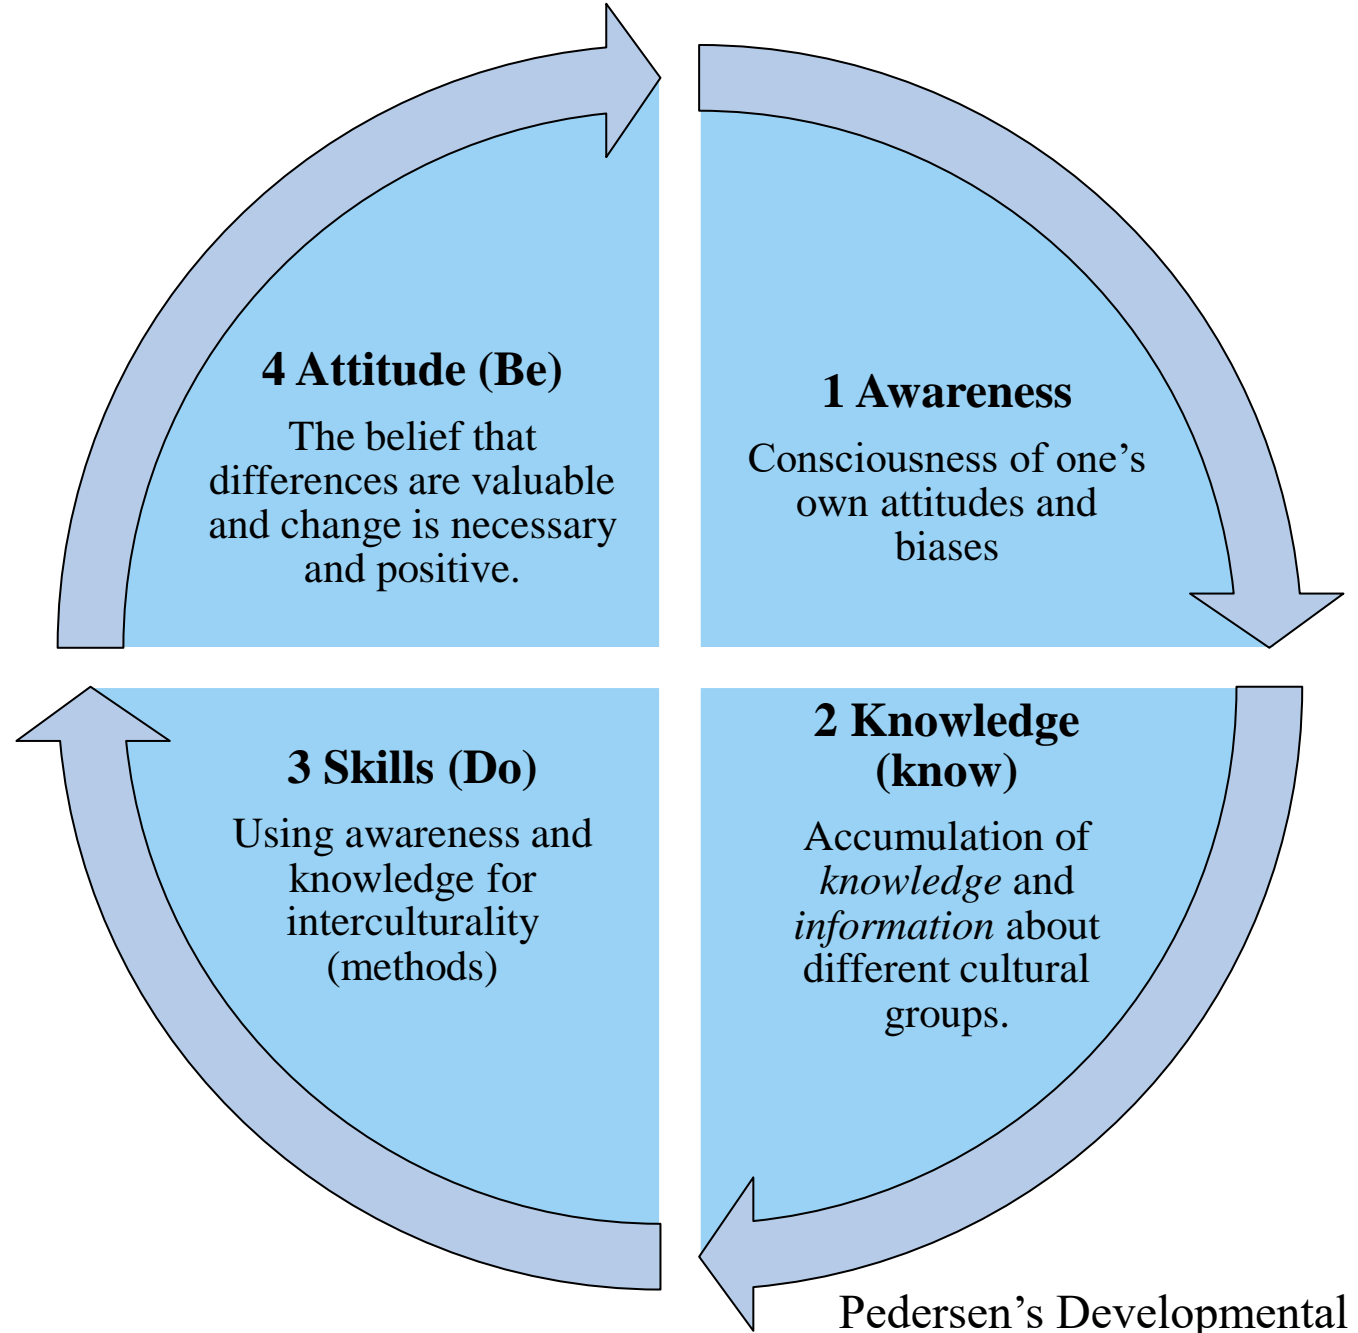 4 Attitude (Be)
The belief that
differences are valuable
and change is necessary
and positive.
1 Awareness
Consciousness of one’s
own attitudes and
biases
3 Skills (Do)
Using awareness and
knowledge for
interculturality
(methods)
2 Knowledge
(know)
Accumulation of
knowledge and
information about
different cultural
groups.
Pedersen’s Developmental